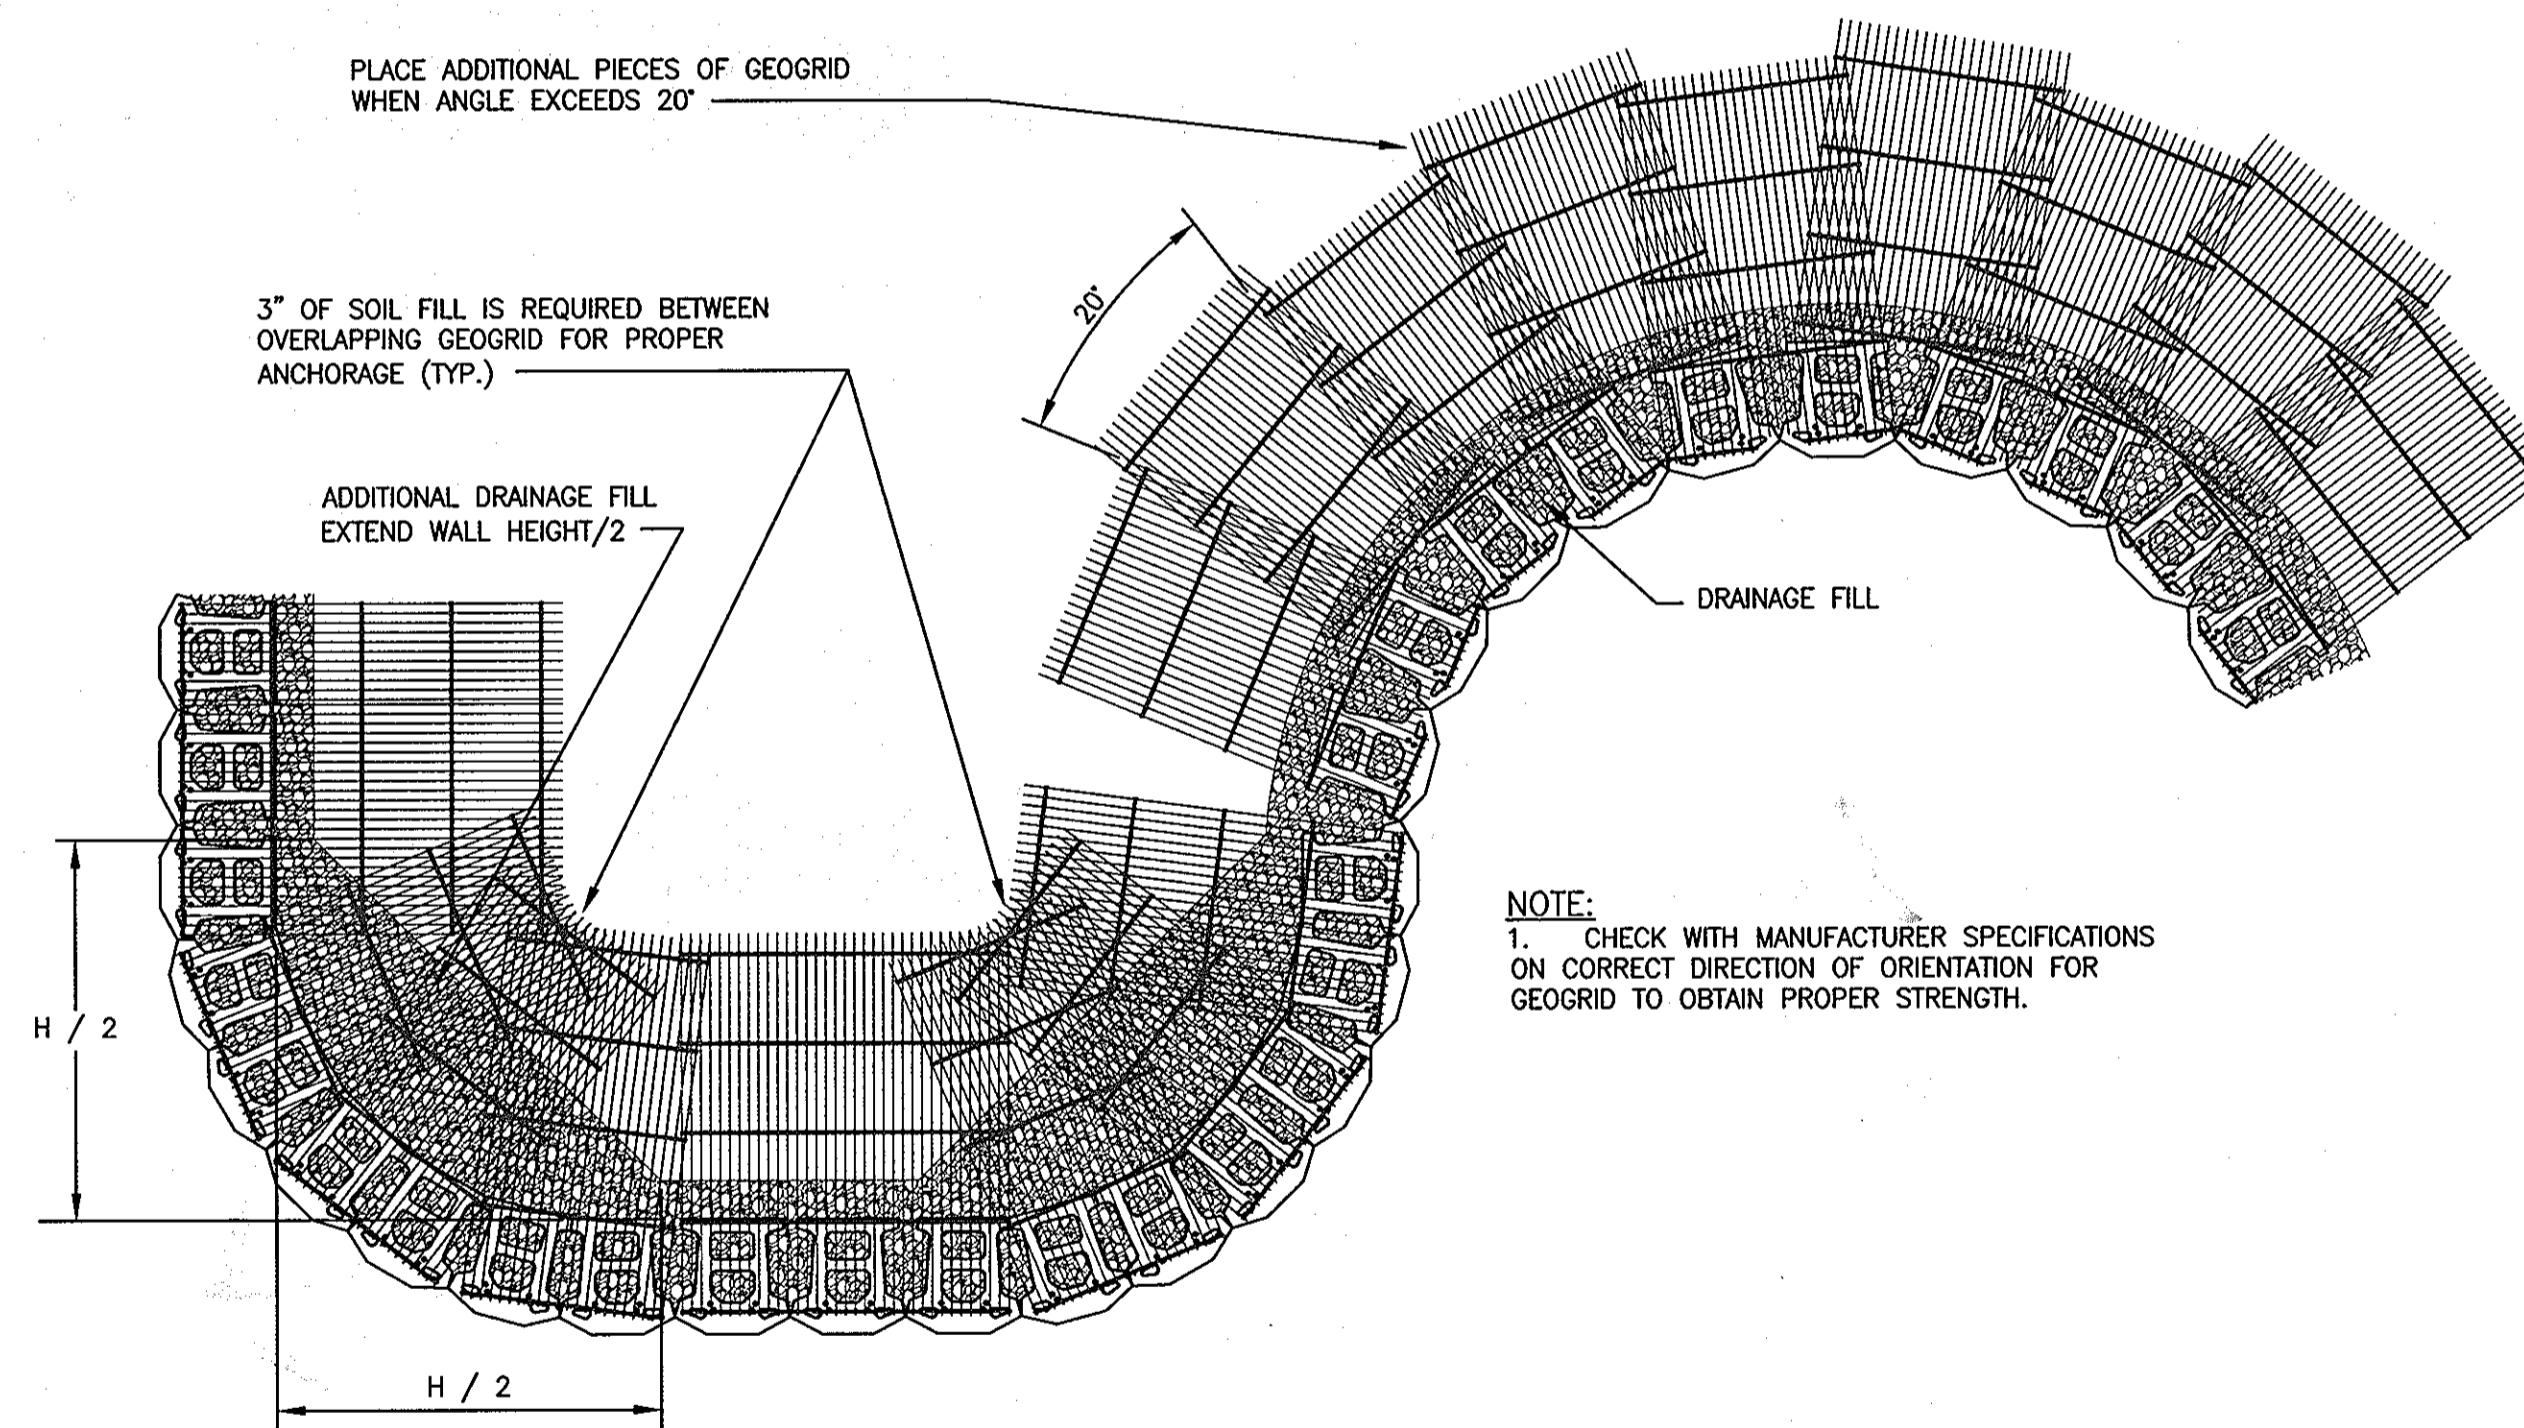 PLACE ADDITIONAL PIECES OF GEOGRID
WHEN ANGLE EXCEEDS 20°
3" OF SOIL FILL IS REQUIRED BETWEEN
OVERLAPPING GEOGRID FOR PROPER
ANCHORAGE (TYP.)
20°
ADDITIONAL DRAINAGE FILL
EXTEND WALL HEIGHT/2
DRAINAGE FILL
NOTE:
1. CHECK WITH MANUFACTURER SPECIFICATIONS
ON CORRECT DIRECTION OF ORIENTATION FOR
GEOGRID TO OBTAIN PROPER STRENGTH.
H / 2
H / 2